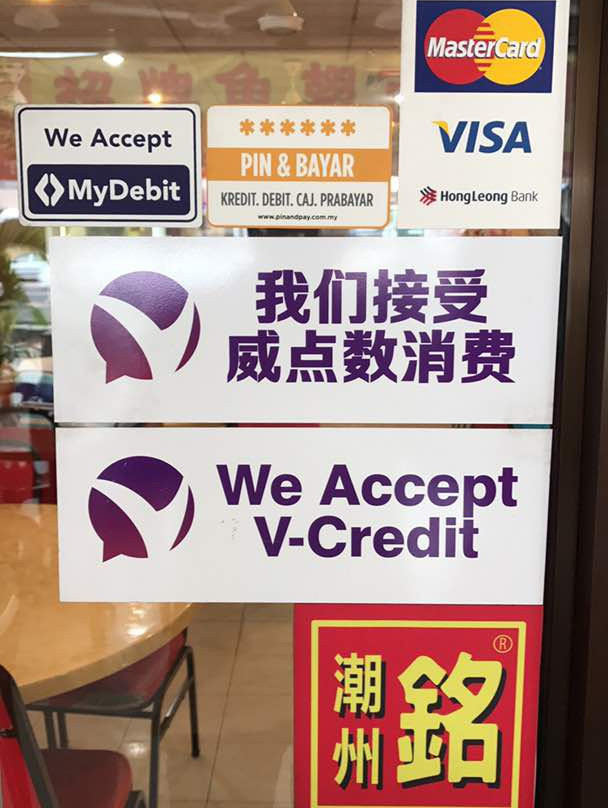 MasterCard
We Accept
MyDebit
******
PIN & BAYAR
KREDIT. DEBIT. CAJ. PRABAYAR
www.pinandpay.com.my
VISA
HongLeong Bank
我们接受
威点数消费
We Accept
V-Credit
®
潮州
銘